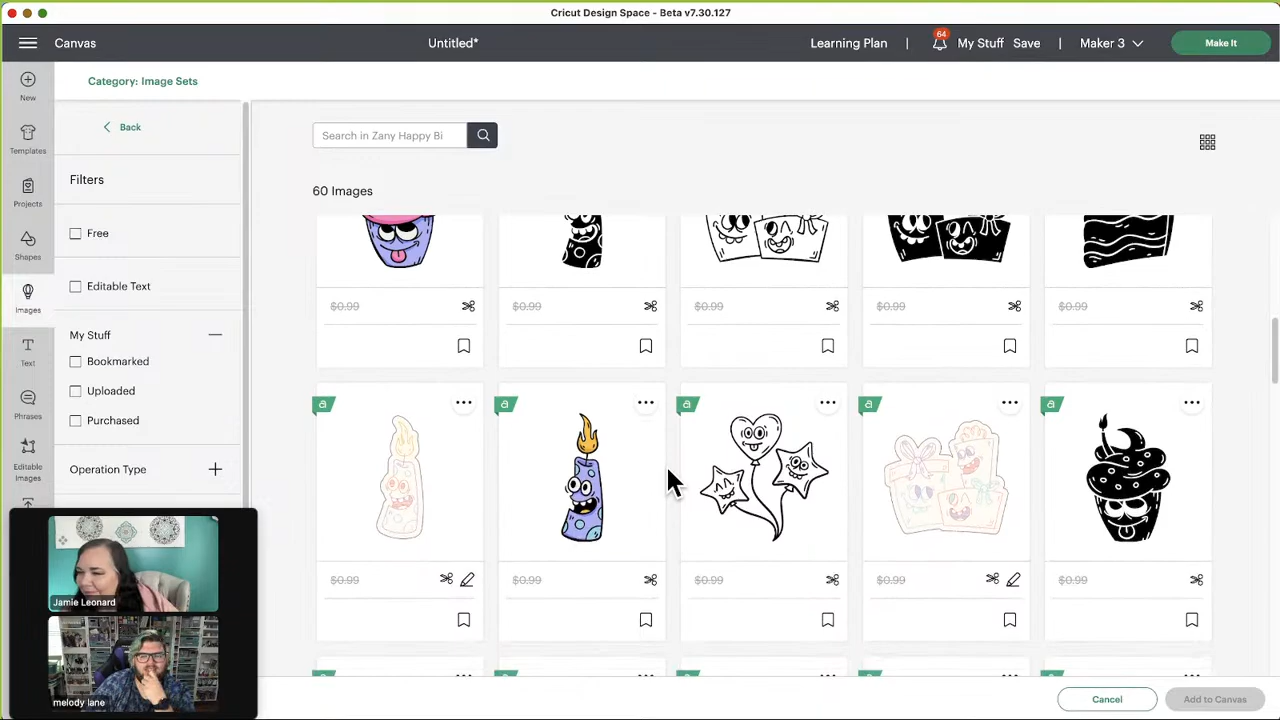 Cricut Design Space - Beta v7.30.127
Canvas
Untitled*
Learning Plan | 64 My Stuff Save | Maker 3 Make It
New
Templates
Projects
Shapes
Images
Text
Phrases
Editable
Images
Category: Image Sets
Back
Filters
Free
Editable Text
My Stuff
Bookmarked
Uploaded
Purchased
Operation Type
Search in Zany Happy Bi
60 Images
$0.99 $0.99 $0.99 $0.99 $0.99
a a a a a
$0.99 $0.99 $0.99 $0.99 $0.99
Jamie Leonard
melody lane
Cancel Add to Canvas